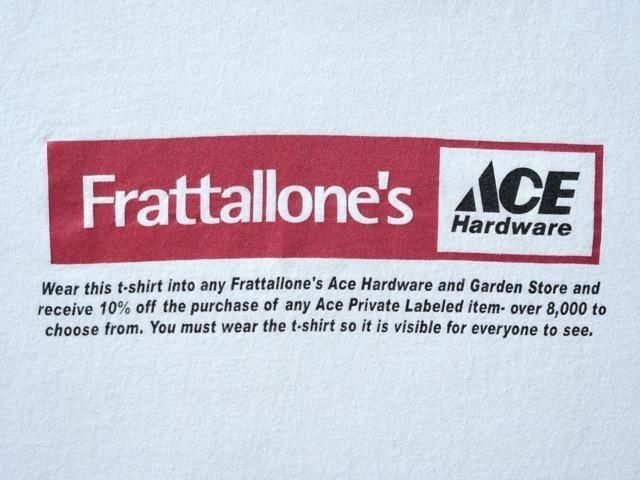 Frattallone's
ACE
Hardware
Wear this t-shirt into any Frattallone's Ace Hardware and Garden Store and
receive 10% off the purchase of any Ace Private Labeled item- over 8,000 to
choose from. You must wear the t-shirt so it is visible for everyone to see.